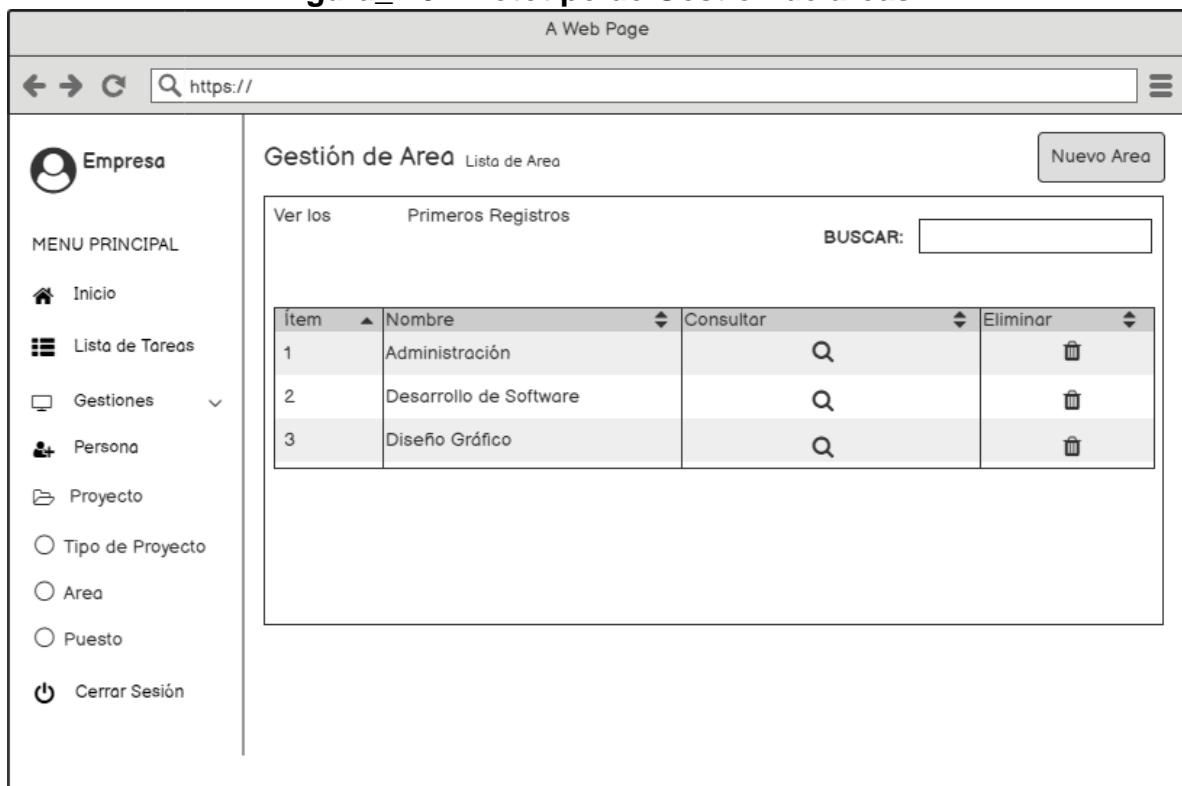 A Web Page
https://
Empresa
MENU PRINCIPAL
Inicio
Lista de Tareas
Gestiones
Persona
Proyecto
Tipo de Proyecto
Area
Puesto
Cerrar Sesión
Gestión de Area Lista de Area
Nuevo Area
Ver los Primeros Registros
BUSCAR:
Ítem Nombre Consultar Eliminar
1 Administración
2 Desarrollo de Software
3 Diseño Gráfico